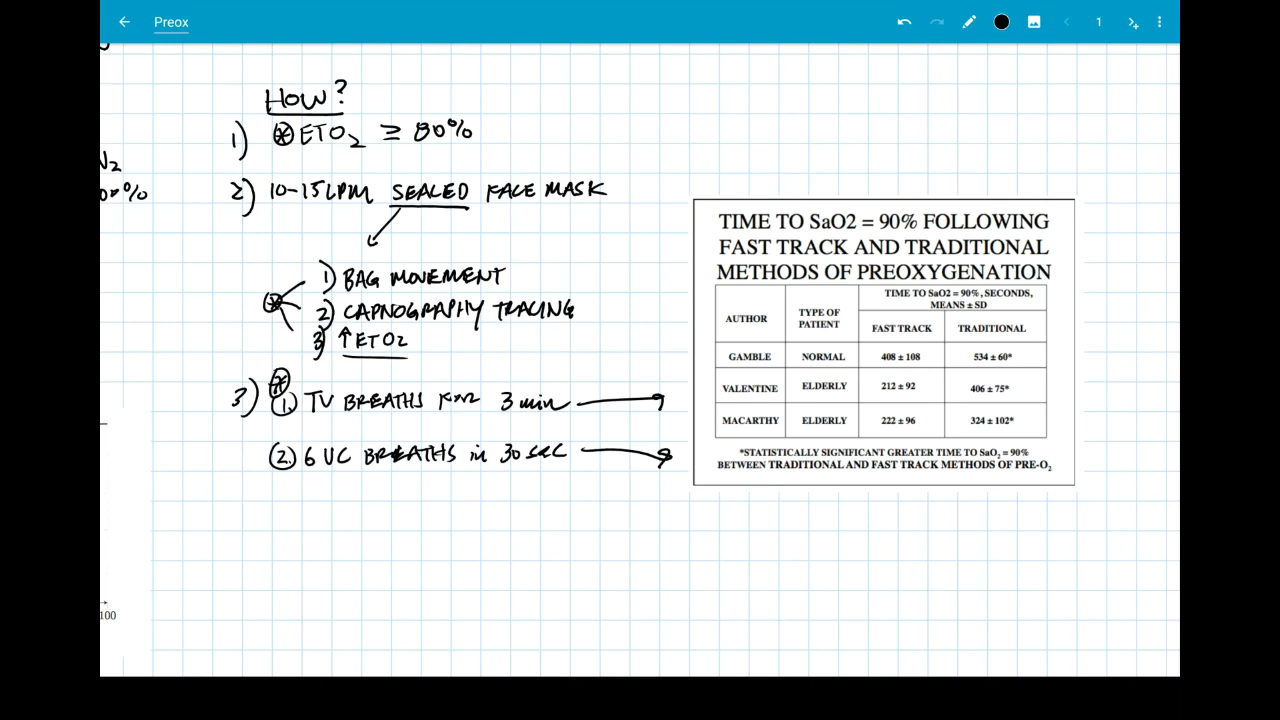 Preox
1
HOW?
1) * ETO2 ≥ 80%
2) 10-15 LPM SEALED FACE MASK
1) BAG MOVEMENT
2) CAPNOGRAPHY TRACING
3) ↑ETO2
3) * 1. TV BREATHS for 3 min
2. 6 VC BREATHS in 30 sec
N2
100
TIME TO SaO2 = 90% FOLLOWING
FAST TRACK AND TRADITIONAL
METHODS OF PREOXYGENATION
AUTHOR TYPE OF PATIENT TIME TO SaO2 = 90%, SECONDS, MEANS ± SD
FAST TRACK TRADITIONAL
GAMBLE NORMAL 408 ± 108 534 ± 60*
VALENTINE ELDERLY 212 ± 92 406 ± 75*
MACARTHY ELDERLY 222 ± 96 324 ± 102*
*STATISTICALLY SIGNIFICANT GREATER TIME TO SaO2 = 90%
BETWEEN TRADITIONAL AND FAST TRACK METHODS OF PRE-O2